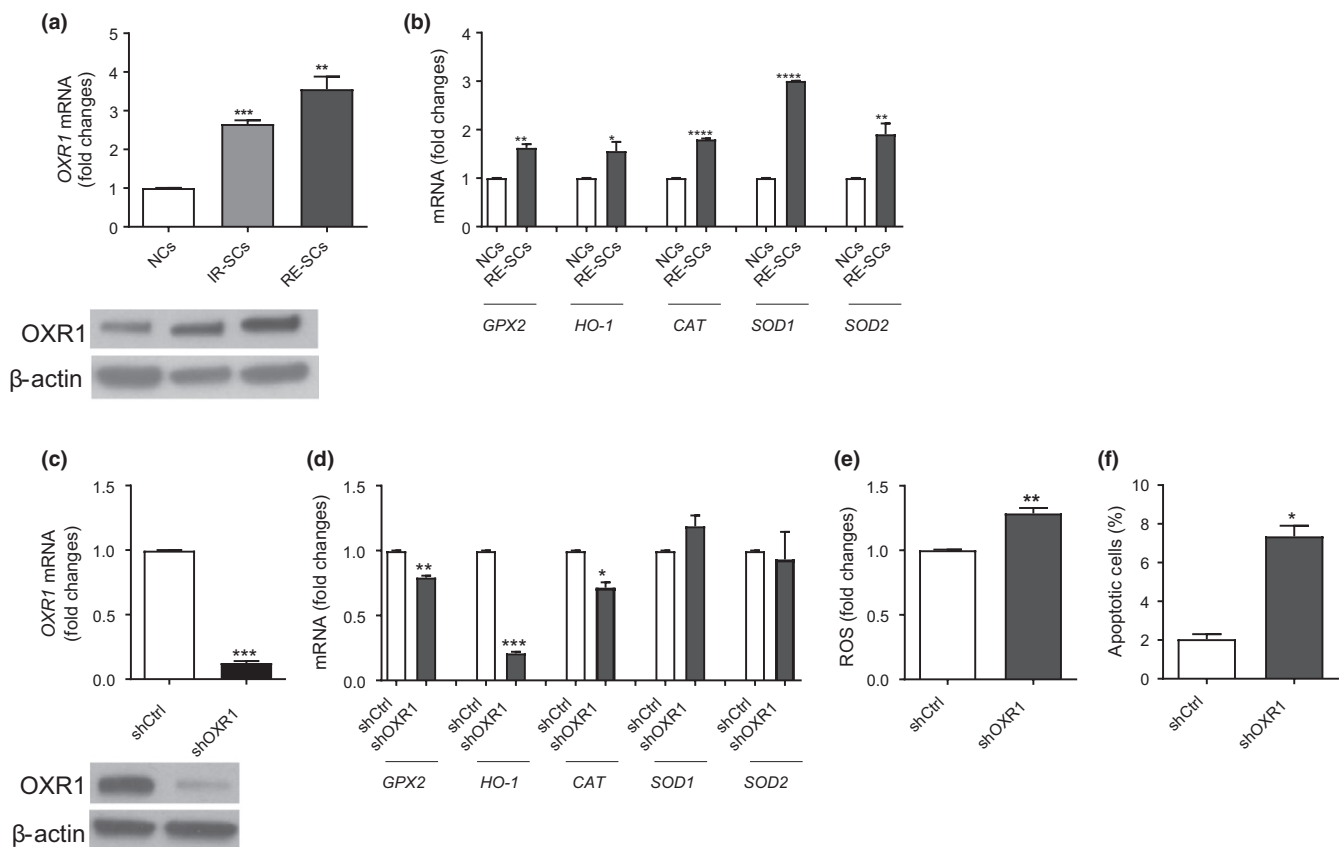 (a)
OXR1 mRNA
(fold changes)
5
4
3
2
1
0
***
**
NCs
IR-SCs
RE-SCs
OXR1
β-actin
(b)
mRNA (fold changes)
4
3
2
1
0
**
*
****
****
**
NCs
RE-SCs
NCs
RE-SCs
NCs
RE-SCs
NCs
RE-SCs
NCs
RE-SCs
GPX2
HO-1
CAT
SOD1
SOD2
(c)
OXR1 mRNA
(fold changes)
1.5
1.0
0.5
0.0
***
shCtrl
shOXR1
OXR1
β-actin
(d)
mRNA (fold changes)
1.5
1.0
0.5
0.0
**
***
*
shCtrl
shOXR1
shCtrl
shOXR1
shCtrl
shOXR1
shCtrl
shOXR1
shCtrl
shOXR1
GPX2
HO-1
CAT
SOD1
SOD2
(e)
ROS (fold changes)
1.5
1.0
0.5
0.0
**
shCtrl
shOXR1
(f)
Apoptotic cells (%)
10
8
6
4
2
0
*
shCtrl
shOXR1